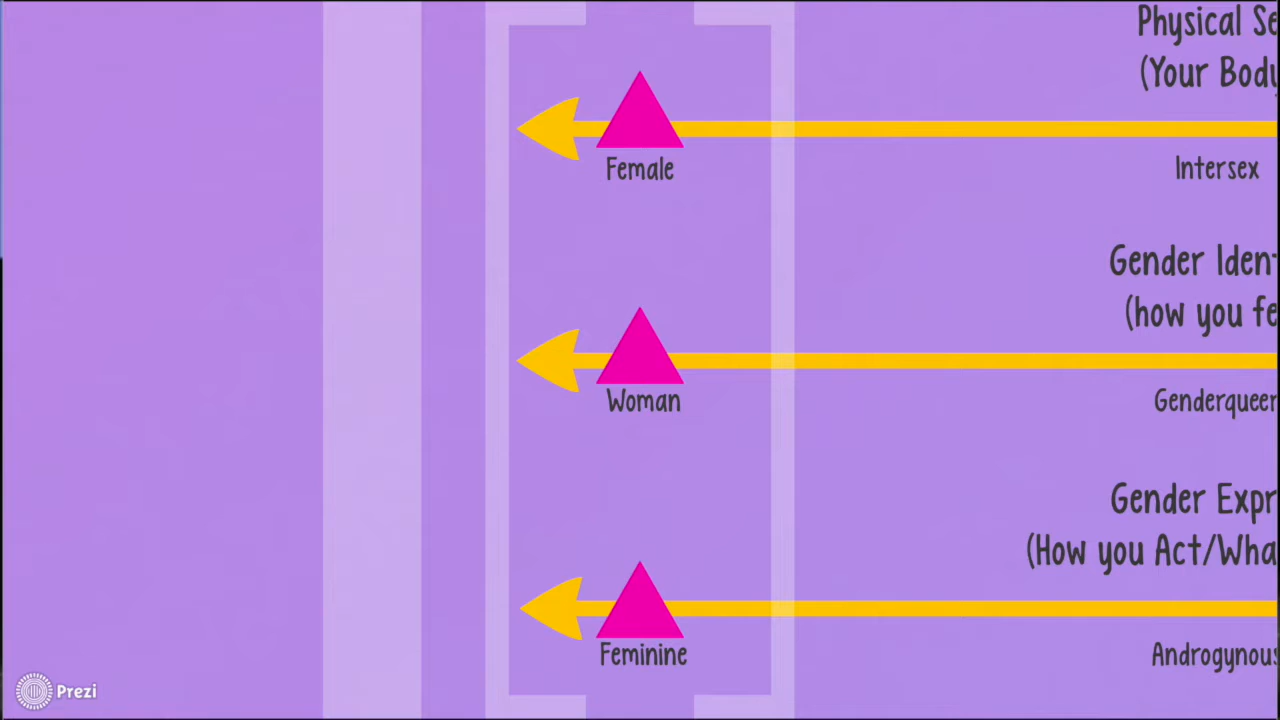 Physical Se
(Your Body
Female
Intersex
Gender Iden
(how you fe
Woman
Genderqueer
Gender Expr
(How you Act/Wha
Feminine
Androgynous
Prezi